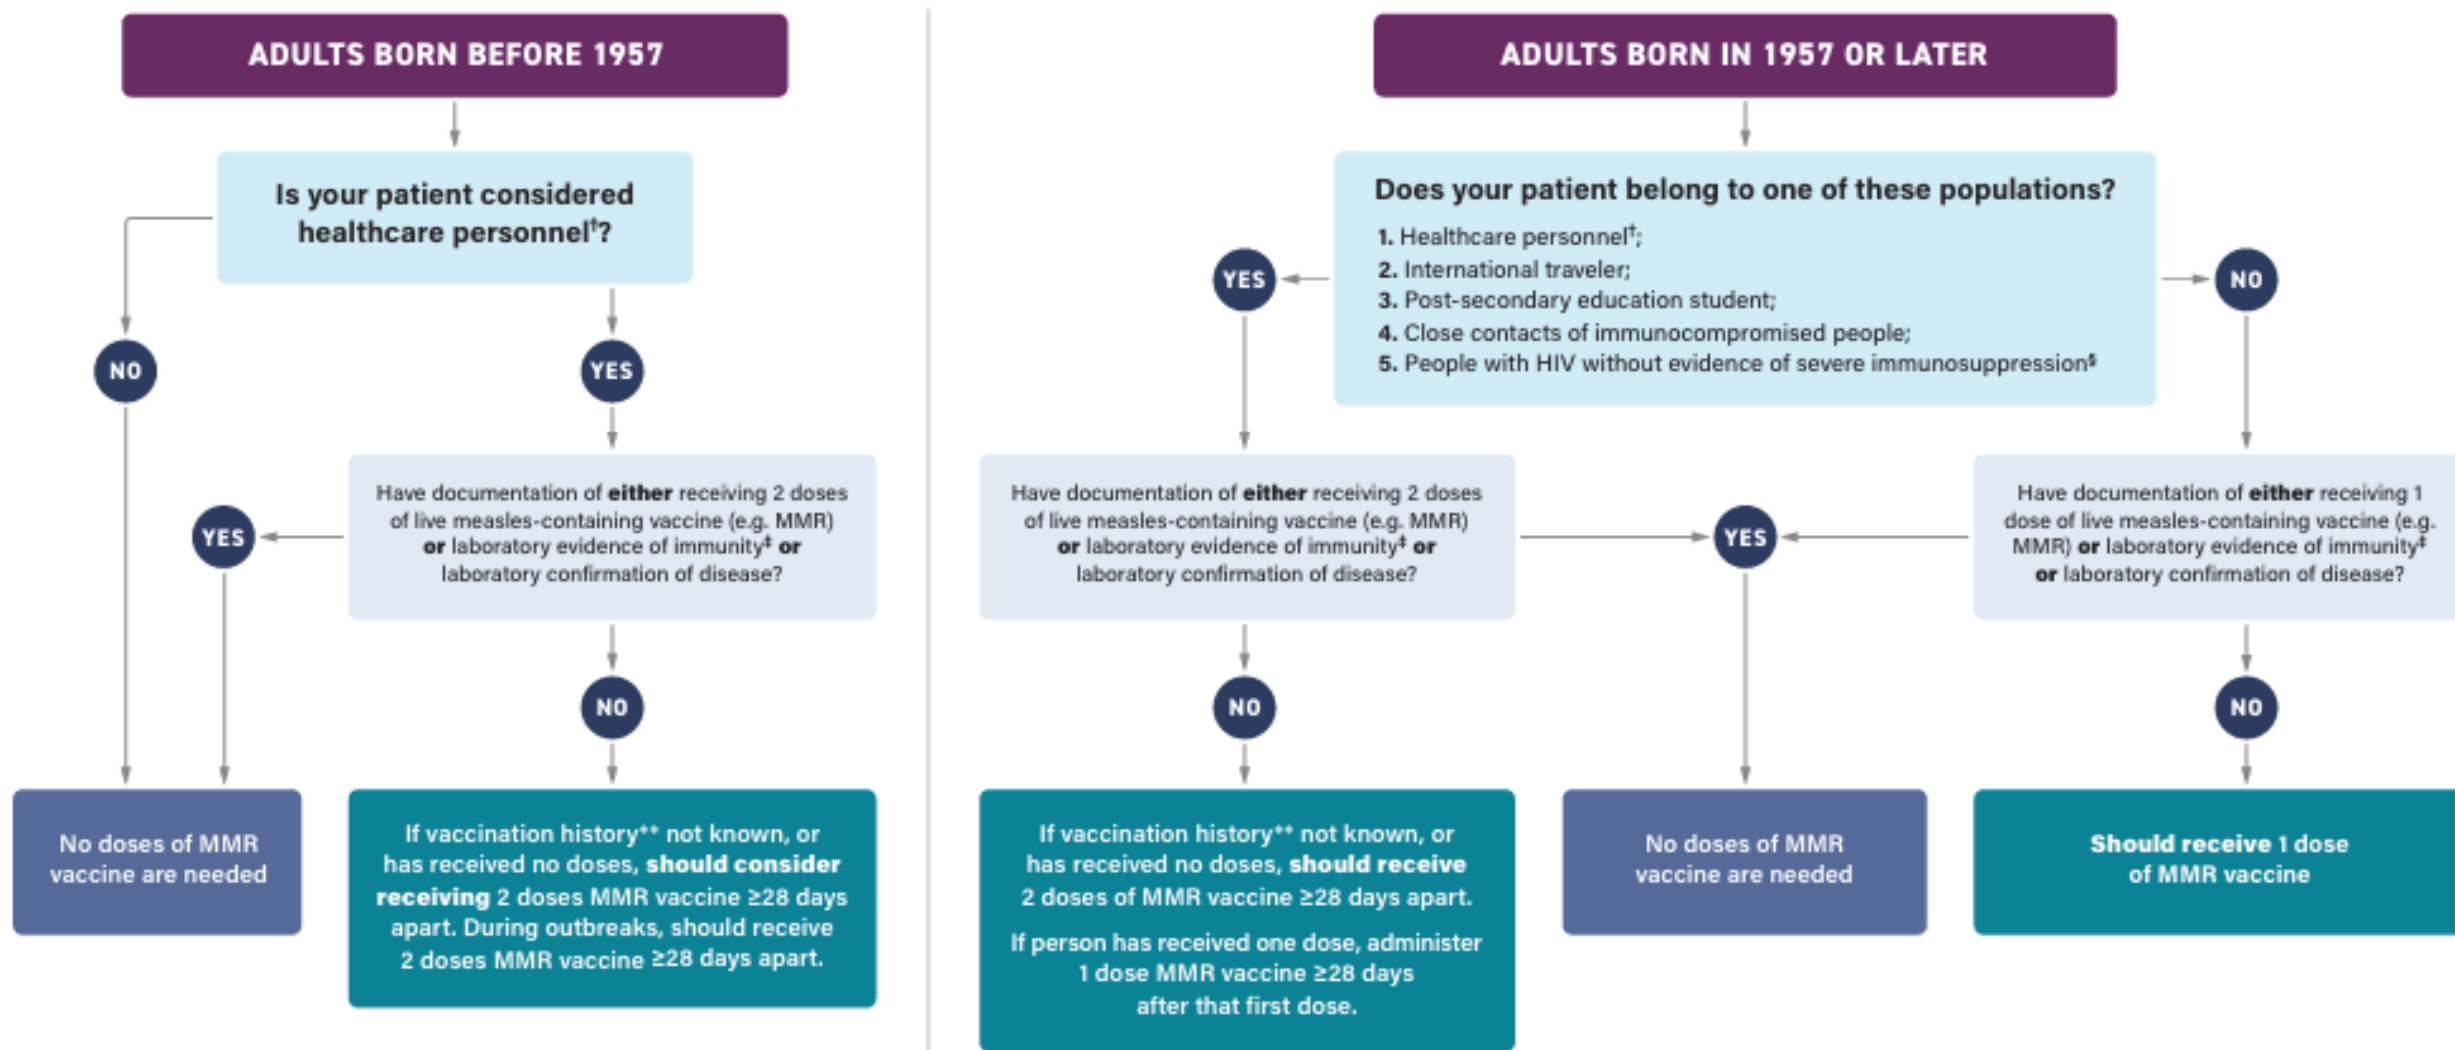 ADULTS BORN BEFORE 1957
Is your patient considered
healthcare personnel†?
NO
YES
Have documentation of either receiving 2 doses
of live measles-containing vaccine (e.g. MMR)
or laboratory evidence of immunity‡ or
laboratory confirmation of disease?
YES
NO
No doses of MMR
vaccine are needed
If vaccination history** not known, or
has received no doses, should consider
receiving 2 doses MMR vaccine ≥28 days
apart. During outbreaks, should receive
2 doses MMR vaccine ≥28 days apart.
ADULTS BORN IN 1957 OR LATER
Does your patient belong to one of these populations?
1. Healthcare personnel†;
2. International traveler;
3. Post-secondary education student;
4. Close contacts of immunocompromised people;
5. People with HIV without evidence of severe immunosuppression§
YES
NO
Have documentation of either receiving 2 doses
of live measles-containing vaccine (e.g. MMR)
or laboratory evidence of immunity‡ or
laboratory confirmation of disease?
YES
Have documentation of either receiving 1
dose of live measles-containing vaccine (e.g.
MMR) or laboratory evidence of immunity‡
or laboratory confirmation of disease?
NO
NO
If vaccination history** not known, or
has received no doses, should receive
2 doses of MMR vaccine ≥28 days apart.
If person has received one dose, administer
1 dose MMR vaccine ≥28 days
after that first dose.
No doses of MMR
vaccine are needed
Should receive 1 dose
of MMR vaccine